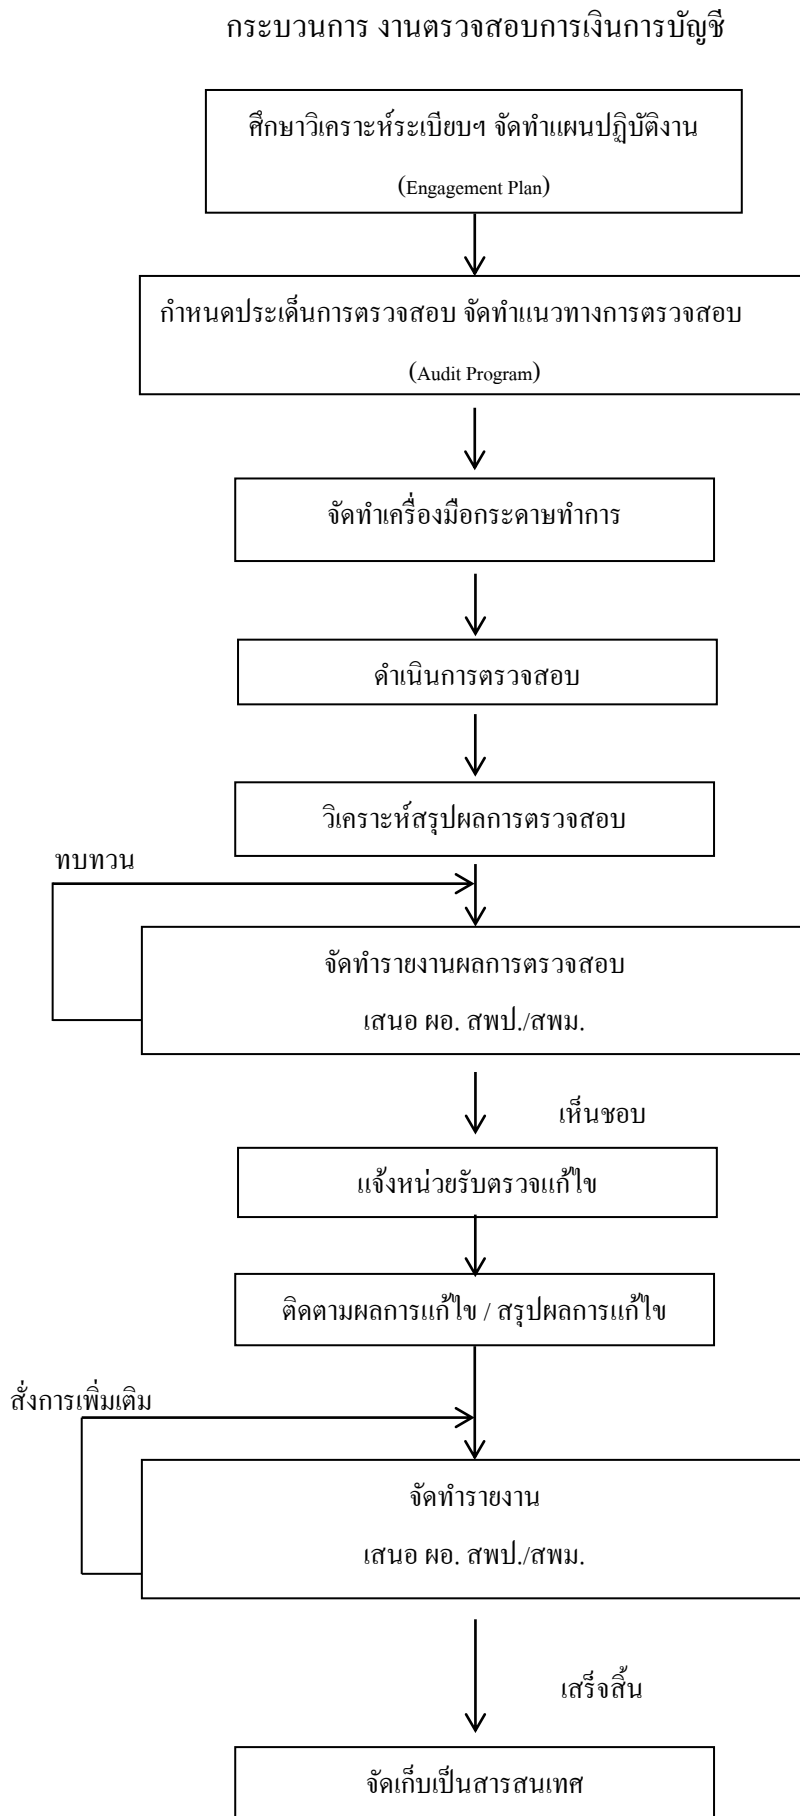 กระบวนการ งานตรวจสอบการเงินการบัญชี
ศึกษาวิเคราะห์ระเบียบฯ จัดทำแผนปฏิบัติงาน
(Engagement Plan)
กำหนดประเด็นการตรวจสอบ จัดทำแนวทางการตรวจสอบ
(Audit Program)
จัดทำเครื่องมือกระดาษทำการ
ดำเนินการตรวจสอบ
วิเคราะห์สรุปผลการตรวจสอบ
ทบทวน
จัดทำรายงานผลการตรวจสอบ
เสนอ ผอ. สพป./สพม.
เห็นชอบ
แจ้งหน่วยรับตรวจแก้ไข
ติดตามผลการแก้ไข / สรุปผลการแก้ไข
สั่งการเพิ่มเติม
จัดทำรายงาน
เสนอ ผอ. สพป./สพม.
เสร็จสิ้น
จัดเก็บเป็นสารสนเทศ